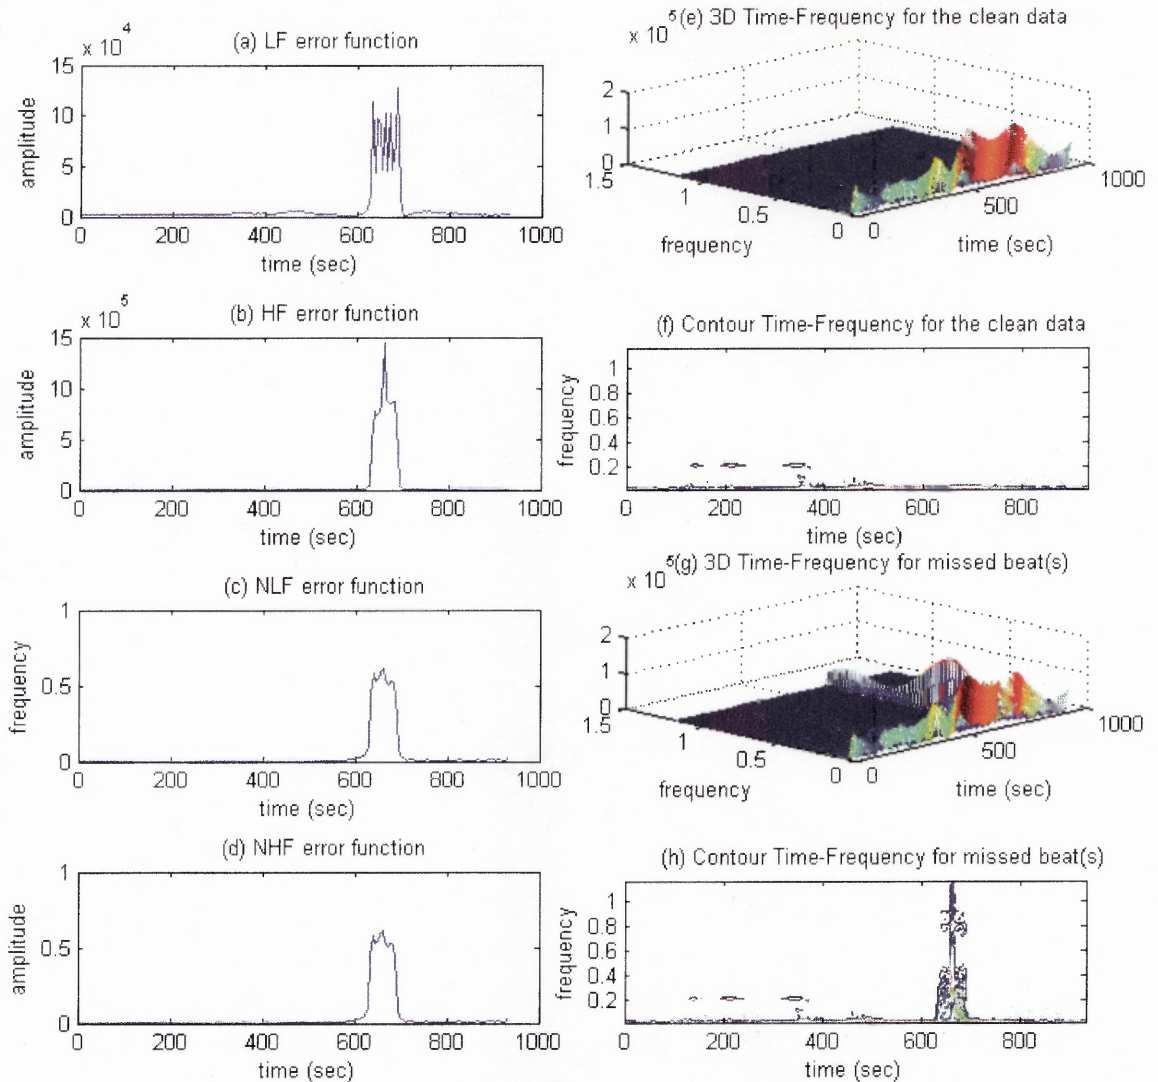 (a) LF error function
x 10^4
15
10
5
0
amplitude
0 200 400 600 800 1000
time (sec)
(b) HF error function
x 10^5
15
10
5
0
amplitude
0 200 400 600 800 1000
time (sec)
(c) NLF error function
1
0.5
0
frequency
0 200 400 600 800 1000
time (sec)
(d) NHF error function
1
0.5
0
amplitude
0 200 400 600 800 1000
time (sec)
x 10^5 (e) 3D Time-Frequency for the clean data
2
1
0
1.5 1 0.5 0
frequency
0 500 1000
time (sec)
(f) Contour Time-Frequency for the clean data
1
0.8
0.6
0.4
0.2
frequency
0 200 400 600 800
time (sec)
x 10^5 (g) 3D Time-Frequency for missed beat(s)
2
1
0
1.5 1 0.5 0
frequency
0 500 1000
time (sec)
(h) Contour Time-Frequency for missed beat(s)
1
0.8
0.6
0.4
0.2
frequency
0 200 400 600 800
time (sec)